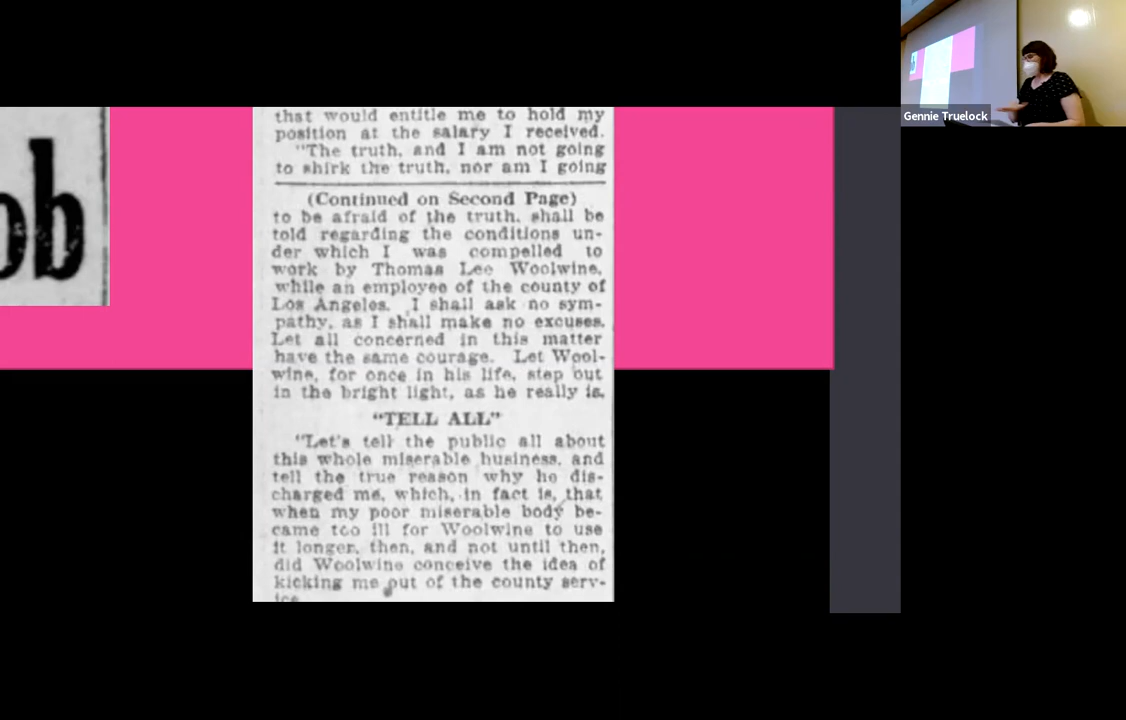 ob
that would entitle me to hold my
position at the salary I received.
"The truth, and I am not going
to shirk the truth, nor am I going
(Continued on Second Page)
to be afraid of the truth, shall be
told regarding the conditions un-
der which I was compelled to
work by Thomas Lee Woolwine,
while an employee of the county of
Los Angeles. I shall ask no sym-
pathy, as I shall make no excuses.
Let all concerned in this matter
have the same courage. Let Wool-
wine, for once in his life, step out
in the bright light, as he really is.
"TELL ALL"
"Let's tell the public all about
this whole miserable business, and
tell the true reason why he dis-
charged me, which, in fact is, that
when my poor miserable body be-
came too ill for Woolwine to use
it longer, then, and not until then,
did Woolwine conceive the idea of
kicking me out of the county serv-
ice
Gennie Truelock